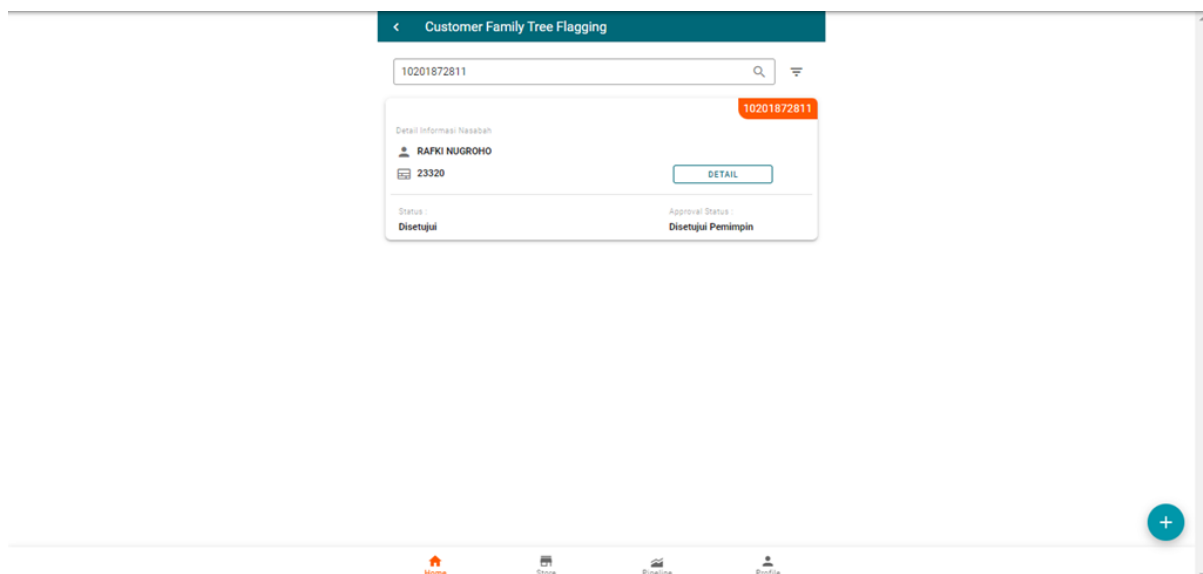 Customer Family Tree Flagging
10201872811
10201872811
Detail Informasi Nasabah
RAFKI NUGROHO
23320
DETAIL
Status :
Approval Status :
Disetujui
Disetujui Pemimpin
Home
Store
Pipeline
Profile